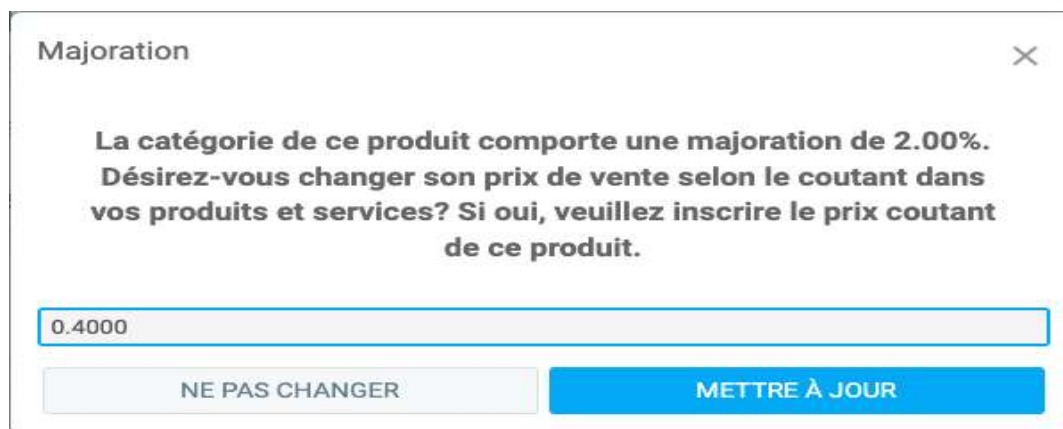 Majoration
La catégorie de ce produit comporte une majoration de 2.00%.
Désirez-vous changer son prix de vente selon le coutant dans
vos produits et services? Si oui, veuillez inscrire le prix coutant
de ce produit.
0.4000
NE PAS CHANGER
METTRE À JOUR